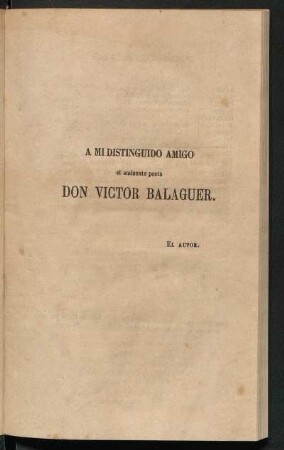 A MI DISTINGUIDO AMIGO
el eminente poeta
DON VICTOR BALAGUER.
EL AUTOR.